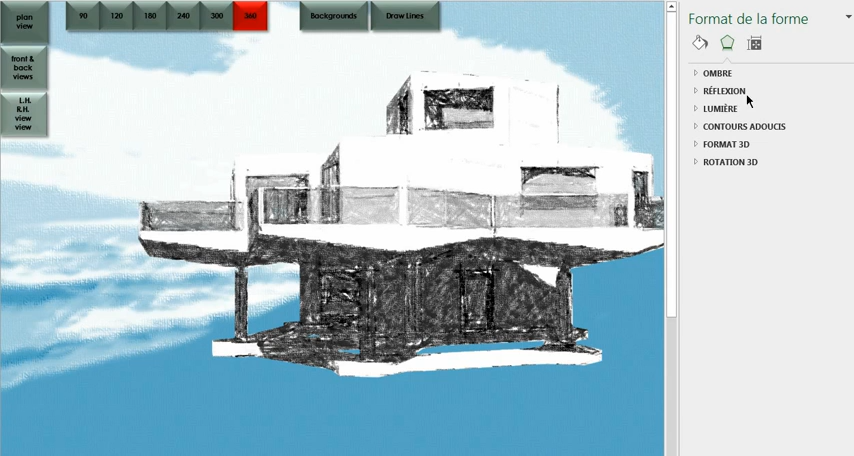 plan
view
90 120 180 240 300 360
Backgrounds Draw Lines
front &
back
views
L.H.
R.H.
view
view
Format de la forme
OMBRE
RÉFLEXION
LUMIÈRE
CONTOURS ADOUCIS
FORMAT 3D
ROTATION 3D